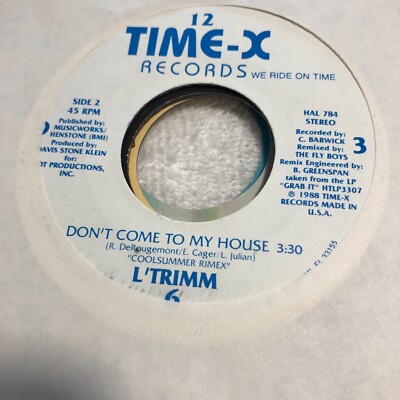 12
TIME-X
RECORDS WE RIDE ON TIME
SIDE 2
45 RPM
Published by:
MUSICWORKS/
HENSTONE (BMI)
Produced by:
DAVIS STONE KLEIN
OT PRODUCTIONS,
INC.
HAL 784
STEREO
Recorded by:
C. BARWICK
Remixed by:
THE FLY BOYS
Remix Engineered by:
B. GREENSPAN
taken from the LP
"GRAB IT" HTLP3307
℗ 1988 TIME-X
RECORDS MADE IN
U.S.A.
3
DON'T COME TO MY HOUSE 3:30
(R. DeRougemont/E. Cager/L. Julian)
"COOLSUMMER RIMEX"
L'TRIMM
6
FL 33155